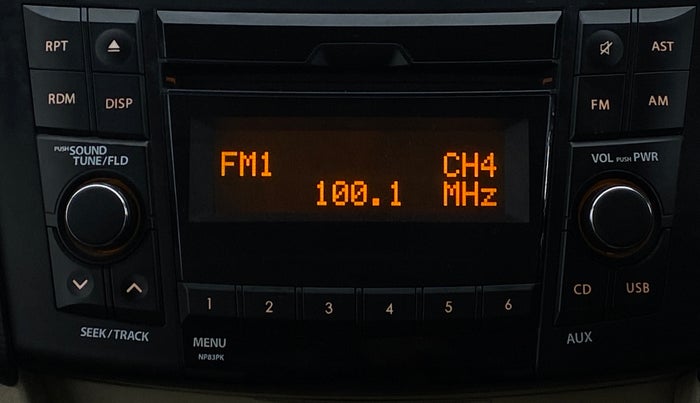 RPT
AST
RDM
DISP
FM
AM
PUSH SOUND
TUNE/FLD
VOL PUSH PWR
FM1 CH4
100.1 MHz
CD
USB
1 2 3 4 5 6
SEEK/TRACK
MENU
NP83PK
AUX